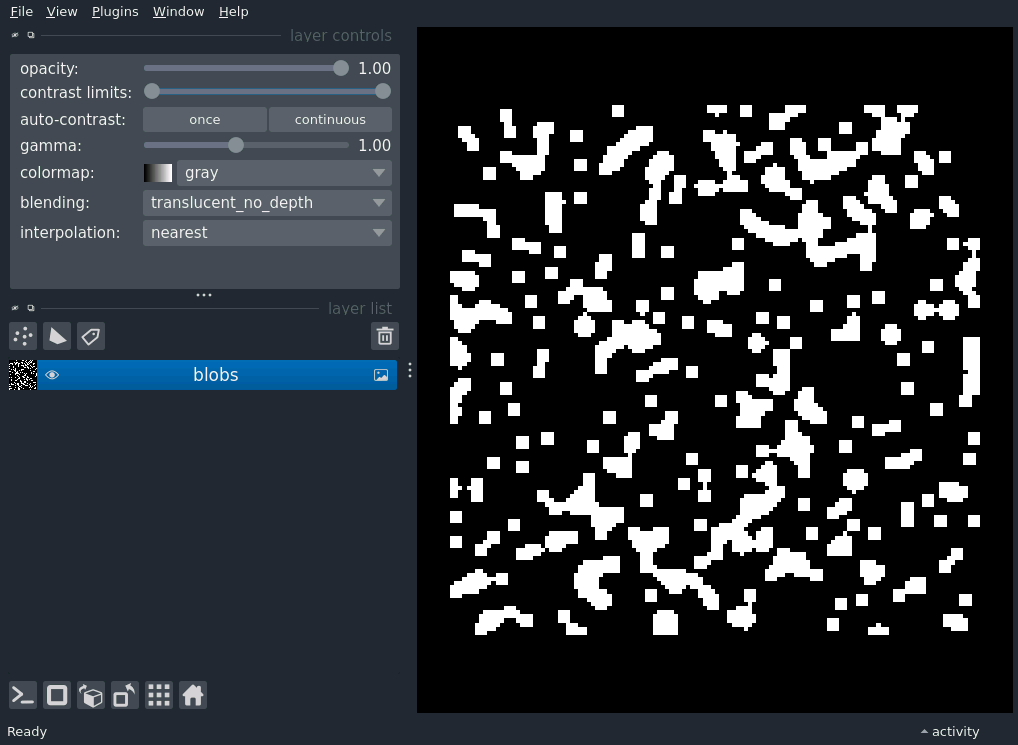 File View Plugins Window Help
layer controls
opacity: 1.00
contrast limits:
auto-contrast: once continuous
gamma: 1.00
colormap: gray
blending: translucent_no_depth
interpolation: nearest
layer list
blobs
Ready activity